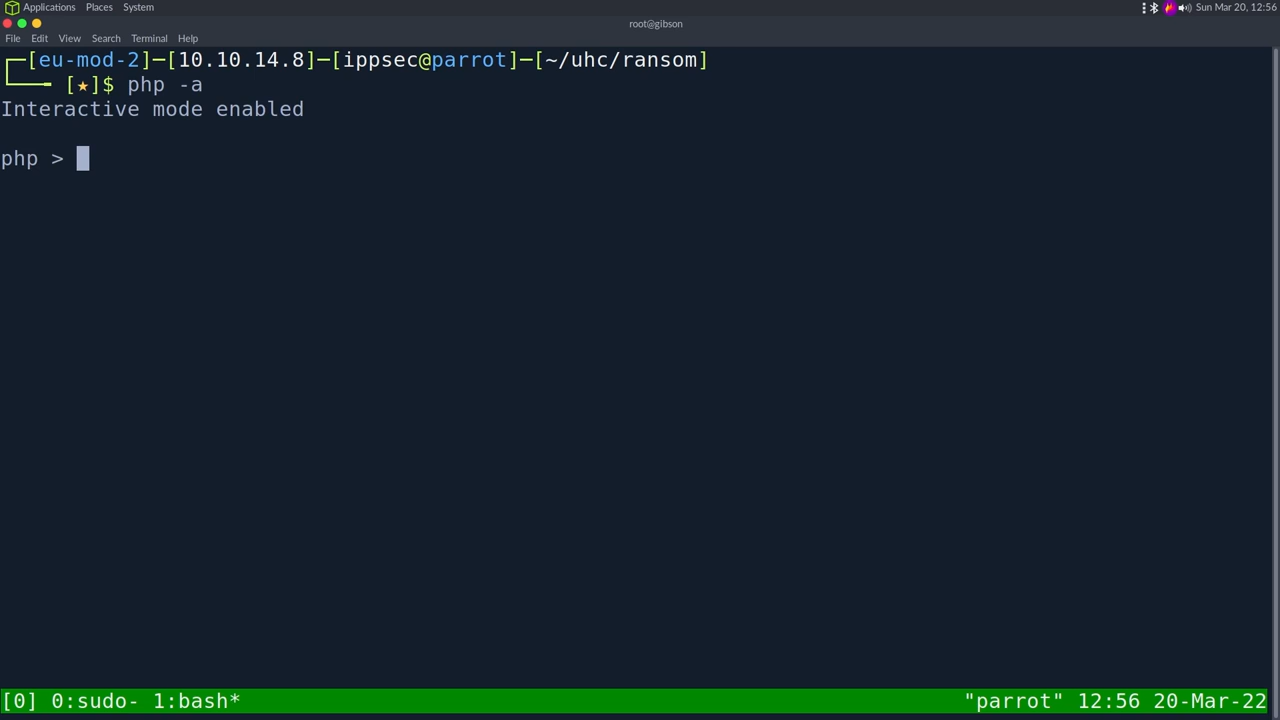 Applications Places System Sun Mar 20, 12:56
root@gibson
File Edit View Search Terminal Help
┌─[eu-mod-2]─[10.10.14.8]─[ippsec@parrot]─[~/uhc/ransom]
└──╼ [★]$ php -a
Interactive mode enabled
php >
[0] 0:sudo- 1:bash* "parrot" 12:56 20-Mar-22